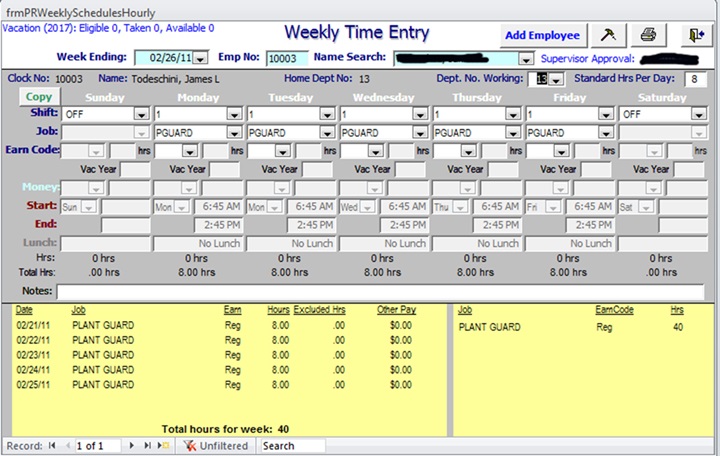 frmPRWeeklySchedulesHourly
Vacation (2017): Eligible 0, Taken 0, Available 0
Weekly Time Entry
Add Employee
Week Ending: 02/26/11 Emp No: 10003 Name Search: Supervisor Approval:
Clock No: 10003 Name: Todeschini, James L Home Dept No: 13 Dept. No. Working: 13 Standard Hrs Per Day: 8
Copy Sunday Monday Tuesday Wednesday Thursday Friday Saturday
Shift: OFF 1 1 1 1 1 OFF
Job: PGUARD PGUARD PGUARD PGUARD PGUARD
Earn Code: hrs hrs hrs hrs hrs hrs hrs
Vac Year Vac Year Vac Year Vac Year Vac Year Vac Year Vac Year
Money:
Start: Sun Mon 6:45 AM Mon 6:45 AM Wed 6:45 AM Thu 6:45 AM Fri 6:45 AM Sat
End: 2:45 PM 2:45 PM 2:45 PM 2:45 PM 2:45 PM
Lunch: No Lunch No Lunch No Lunch No Lunch No Lunch
Hrs: 0 hrs 0 hrs 0 hrs 0 hrs 0 hrs 0 hrs 0 hrs
Total Hrs: .00 hrs 8.00 hrs 8.00 hrs 8.00 hrs 8.00 hrs 8.00 hrs .00 hrs
Notes:
Date Job Earn Hours Excluded Hrs Other Pay
02/21/11 PLANT GUARD Reg 8.00 .00 $0.00
02/22/11 PLANT GUARD Reg 8.00 .00 $0.00
02/23/11 PLANT GUARD Reg 8.00 .00 $0.00
02/24/11 PLANT GUARD Reg 8.00 .00 $0.00
02/25/11 PLANT GUARD Reg 8.00 .00 $0.00
Total hours for week: 40
Job EarnCode Hrs
PLANT GUARD Reg 40
Record: 1 of 1 Unfiltered Search